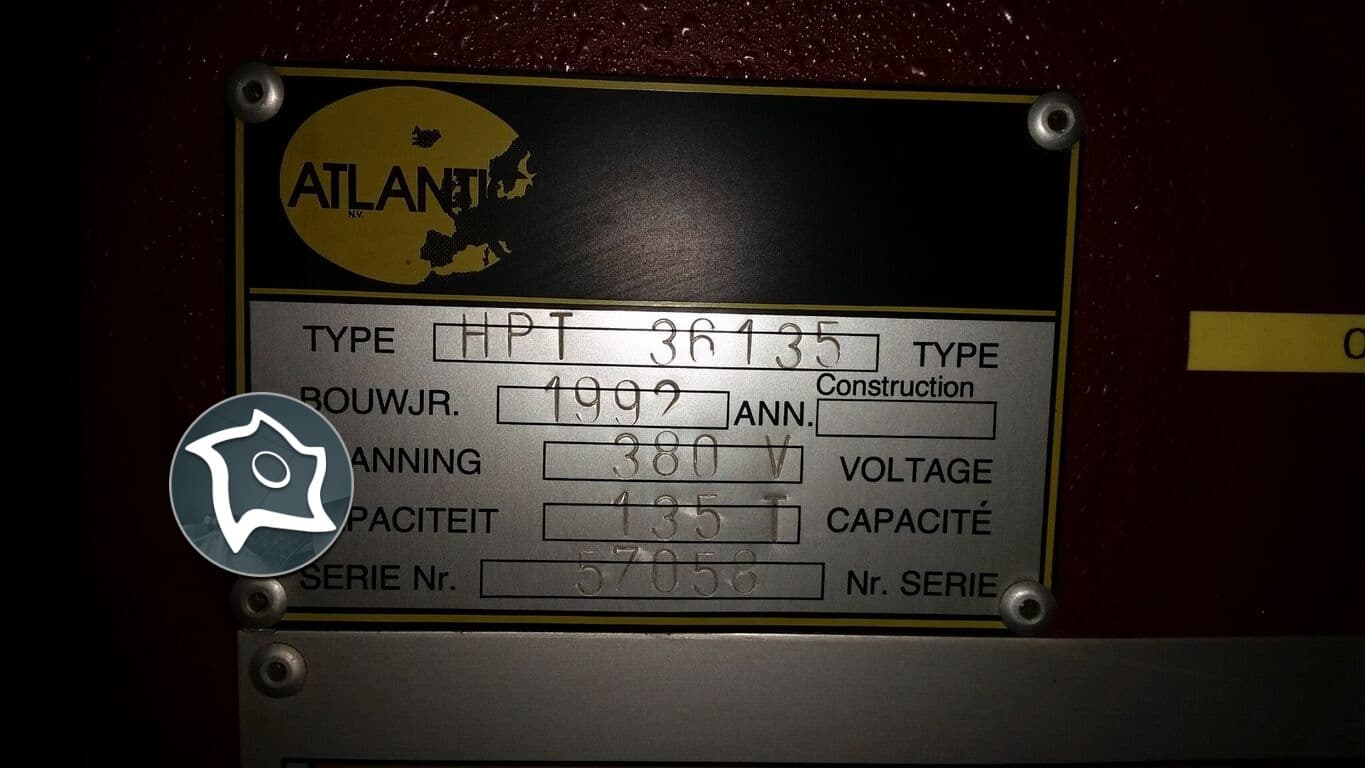 ATLANTIC
N.V.
TYPE HPT 36135 TYPE
BOUWJR. 1992 ANN. Construction
ANNING 380 V VOLTAGE
PACITEIT 135 T CAPACITÉ
SERIE Nr. 57058 Nr. SERIE